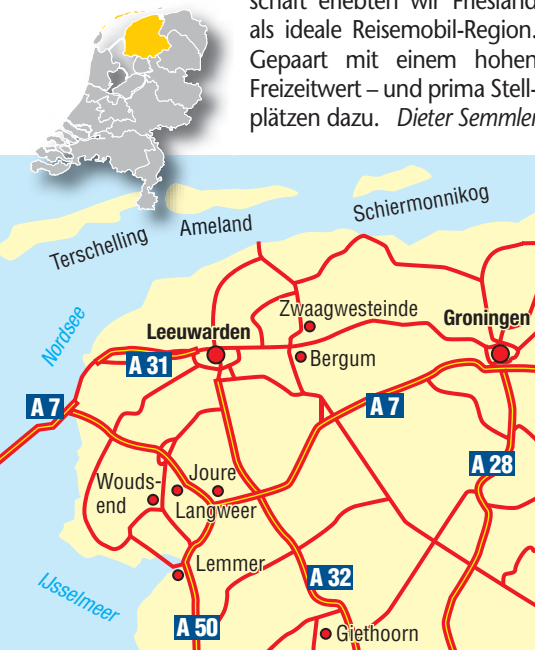 schaft erlebten wir Friesland
als ideale Reisemobil-Region.
Gepaart mit einem hohen
Freizeitwert – und prima Stell-
plätzen dazu. Dieter Semmler
Schiermonnikog
Ameland
Terschelling
Nordsee
Zwaagwesteinde
Groningen
Leeuwarden
Bergum
A 31
A 7
A 7
A 28
Joure
Wouds-
end
Langweer
Lemmer
IJsselmeer
A 32
A 50
Giethoorn